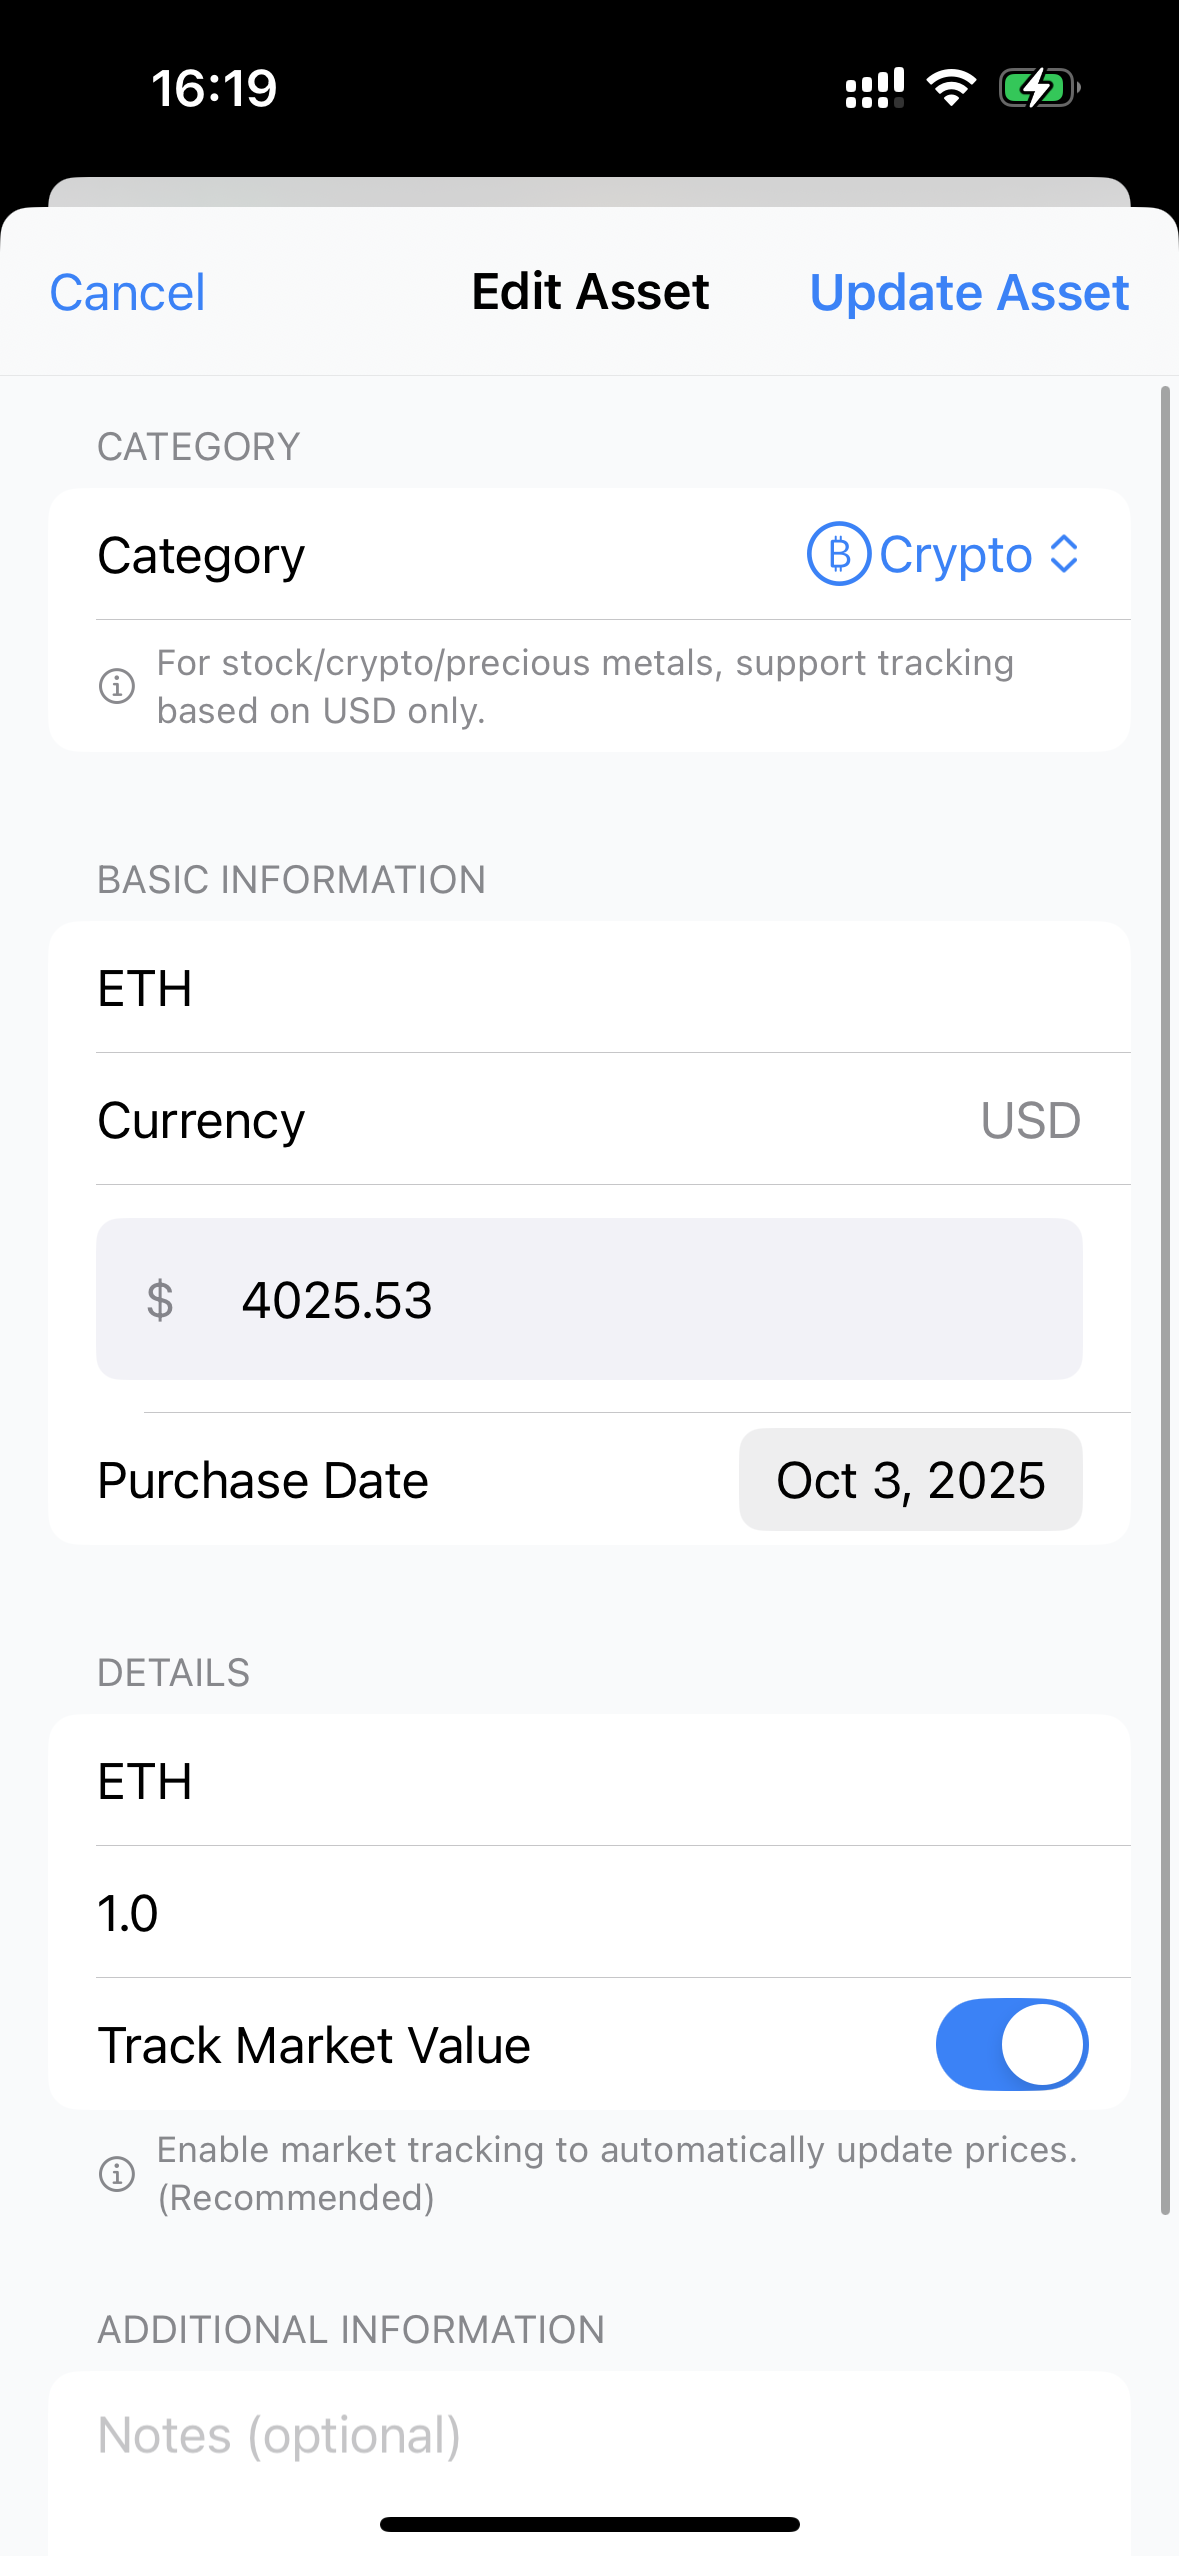 16:19
Cancel
Edit Asset
Update Asset
CATEGORY
Category
Crypto
For stock/crypto/precious metals, support tracking
based on USD only.
BASIC INFORMATION
ETH
Currency
USD
$ 4025.53
Purchase Date
Oct 3, 2025
DETAILS
ETH
1.0
Track Market Value
Enable market tracking to automatically update prices.
(Recommended)
ADDITIONAL INFORMATION
Notes (optional)